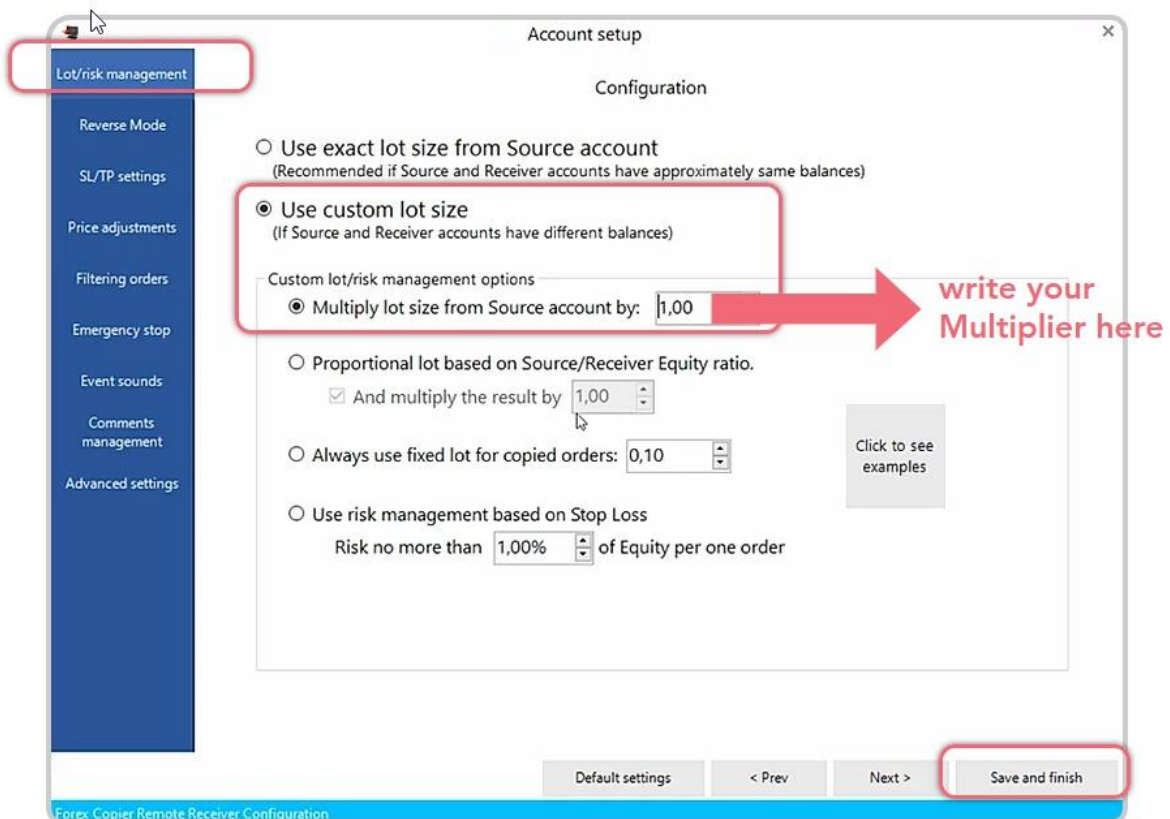 Account setup
Lot/risk management
Reverse Mode
SL/TP settings
Price adjustments
Filtering orders
Emergency stop
Event sounds
Comments
management
Advanced settings
Configuration
Use exact lot size from Source account
(Recommended if Source and Receiver accounts have approximately same balances)
Use custom lot size
(If Source and Receiver accounts have different balances)
Custom lot/risk management options
Multiply lot size from Source account by: 1,00
write your
Multiplier here
Proportional lot based on Source/Receiver Equity ratio.
And multiply the result by 1,00
Always use fixed lot for copied orders: 0,10
Click to see
examples
Use risk management based on Stop Loss
Risk no more than 1,00% of Equity per one order
Default settings
< Prev
Next >
Save and finish
Forex Copier Remote Receiver Configuration